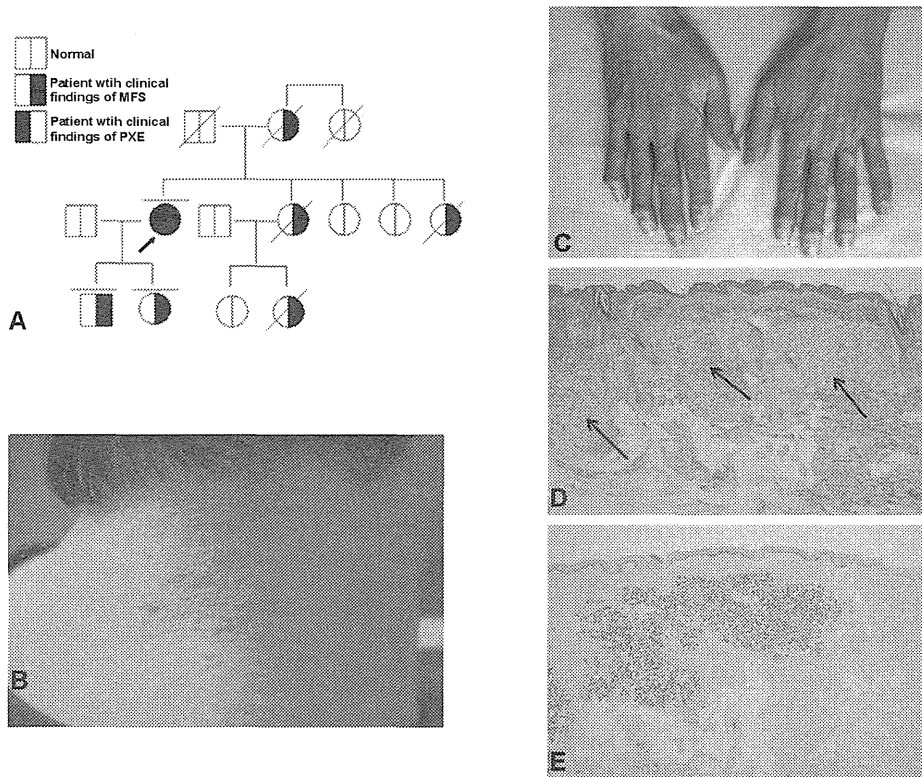 Normal
Patient wtih clinical
findings of MFS
Patient wtih clinical
findings of PXE
A
B
C
D
E